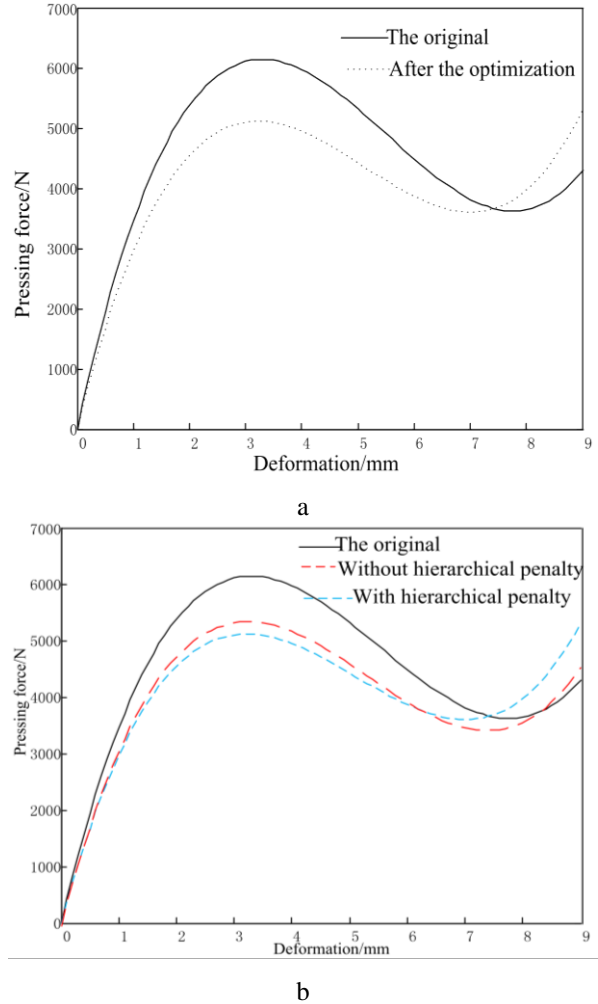 7000
The original
6000
After the optimization
5000
4000
Pressing force/N
3000
2000
1000
0
0 1 2 3 4 5 6 7 8 9
Deformation/mm
a
7000
The original
Without hierarchical penalty
6000
With hierarchical penalty
5000
4000
Pressing force/N
3000
2000
1000
0
0 1 2 3 4 5 6 7 8 9
Deformation/mm
b